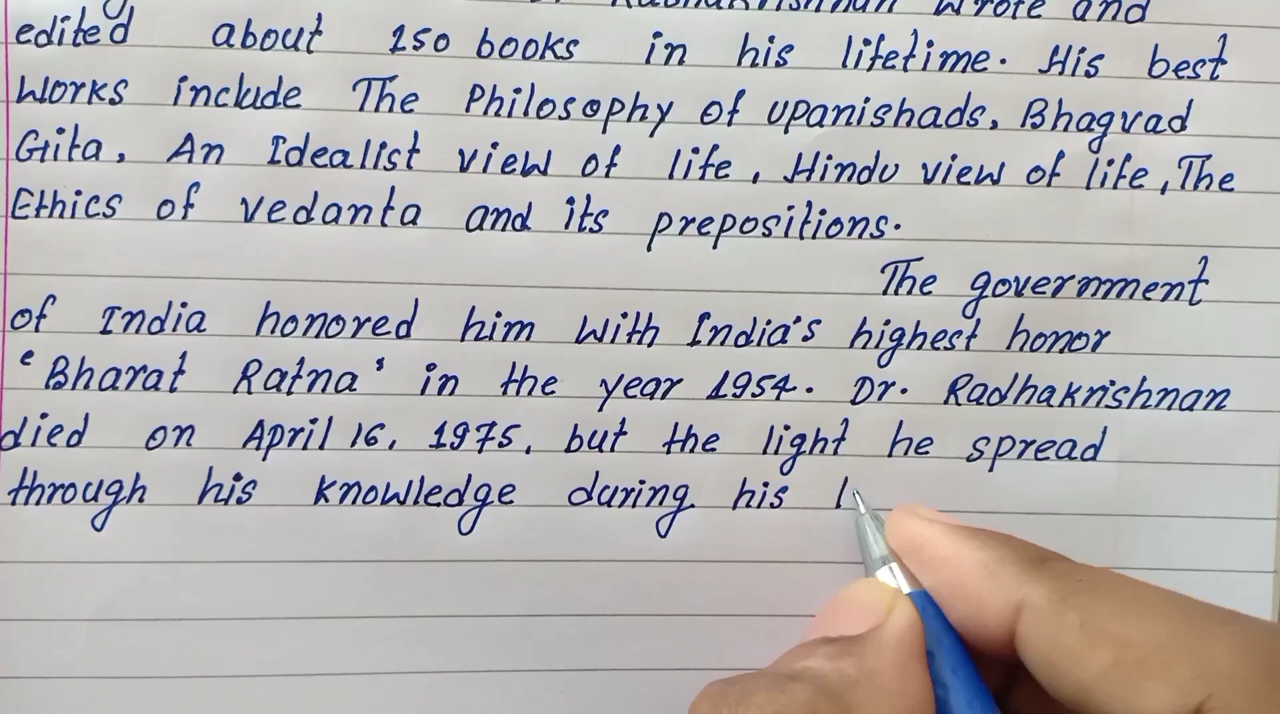 Radhakrishnan wrote and
edited about 150 books in his lifetime. His best
works include The Philosophy of Upanishads, Bhagvad
Gita, An Idealist view of life, Hindu view of life, The
Ethics of vedanta and its prepositions.
The government
of India honored him with India's highest honor
'Bharat Ratna' in the year 1954. Dr. Radhakrishnan
died on April 16, 1975, but the light he spread
through his knowledge during his l